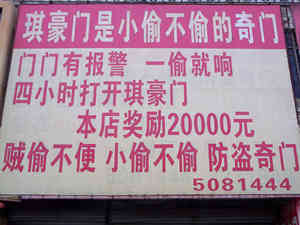 琪豪门是小偷不偷的奇门
门门有报警 一偷就响
四小时打开琪豪门
本店奖励20000元
贼偷不便 小偷不偷 防盗奇门
5081444